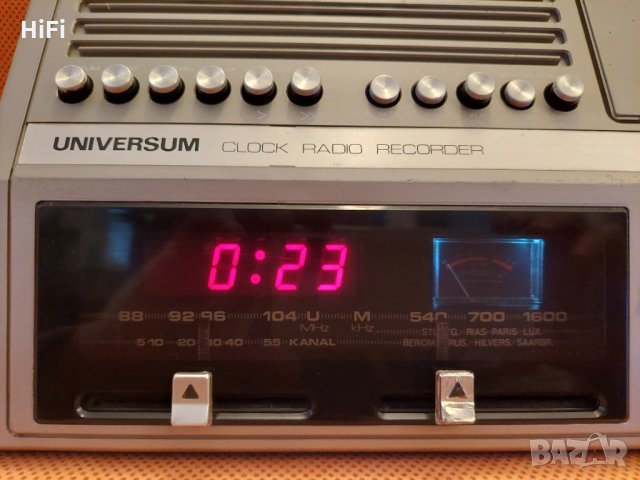 HiFi
UNIVERSUM CLOCK RADIO RECORDER
0:23
88 92 96 104 U M 540 700 1600
MHz kHz
RIAS PARIS LUX
5 10 20 30 40 55 KANAL BEROM HILVERS. SAARBR.
BAZAR